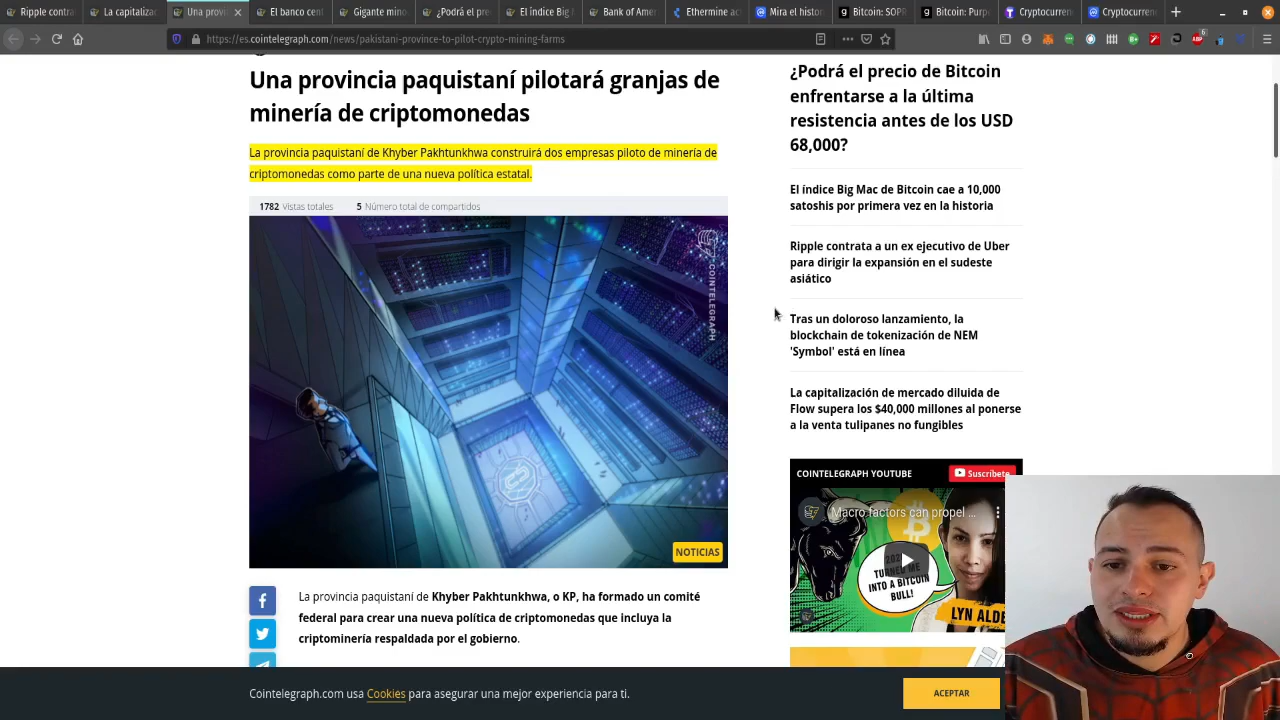 Ripple contra
La capitaliza
Una provi
El banco cent
Gigante mino
¿Podrá el pre
El índice Big
Bank of Amer
Ethermine ac
Mira el histor
Bitcoin: SOPR
Bitcoin: Purp
Cryptocurren
Cryptocurren
https://es.cointelegraph.com/news/pakistani-province-to-pilot-crypto-mining-farms
Una provincia paquistaní pilotará granjas de
minería de criptomonedas
La provincia paquistaní de Khyber Pakhtunkhwa construirá dos empresas piloto de minería de
criptomonedas como parte de una nueva política estatal.
1782 Vistas totales
5 Número total de compartidos
COINTELEGRAPH
NOTICIAS
La provincia paquistaní de Khyber Pakhtunkhwa, o KP, ha formado un comité
federal para crear una nueva política de criptomonedas que incluya la
criptominería respaldada por el gobierno.
¿Podrá el precio de Bitcoin
enfrentarse a la última
resistencia antes de los USD
68,000?
El índice Big Mac de Bitcoin cae a 10,000
satoshis por primera vez en la historia
Ripple contrata a un ex ejecutivo de Uber
para dirigir la expansión en el sudeste
asiático
Tras un doloroso lanzamiento, la
blockchain de tokenización de NEM
'Symbol' está en línea
La capitalización de mercado diluida de
Flow supera los $40,000 millones al ponerse
a la venta tulipanes no fungibles
COINTELEGRAPH YOUTUBE
Suscríbete
Macro factors can propel ...
TURNED ME
INTO A BITCOIN
BULL!
LYN ALDE
Cointelegraph.com usa Cookies para asegurar una mejor experiencia para ti.
ACEPTAR